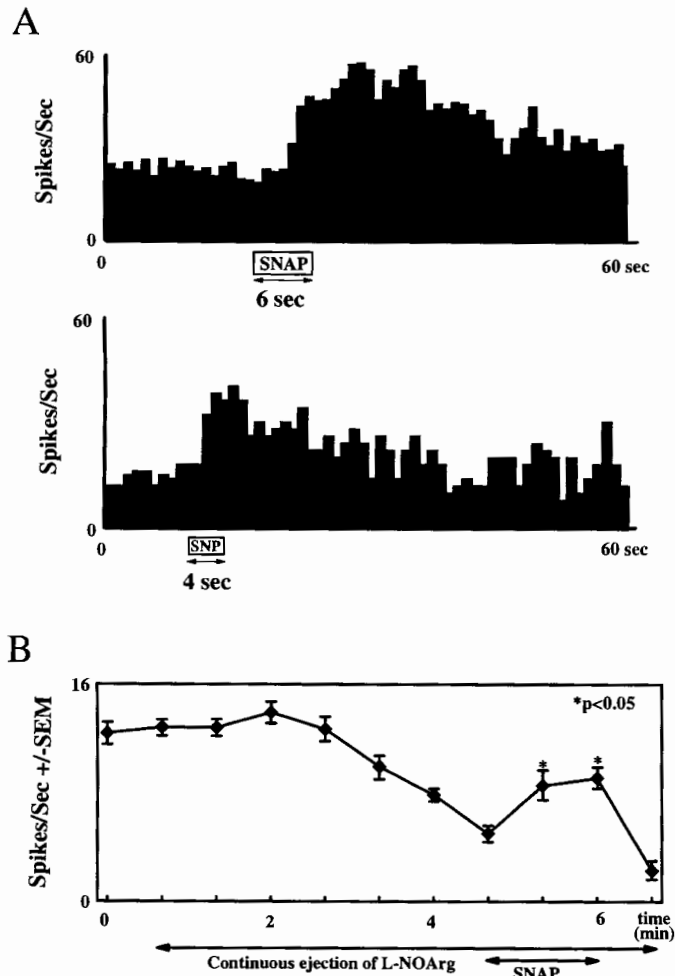 A
60
Spikes/Sec
0
0
SNAP
60 sec
6 sec
60
Spikes/Sec
0
0
SNP
60 sec
4 sec
B
16
*p<0.05
Spikes/Sec +/-SEM
* *
0
0 2 4 6 time
(min)
Continuous ejection of L-NOArg
SNAP